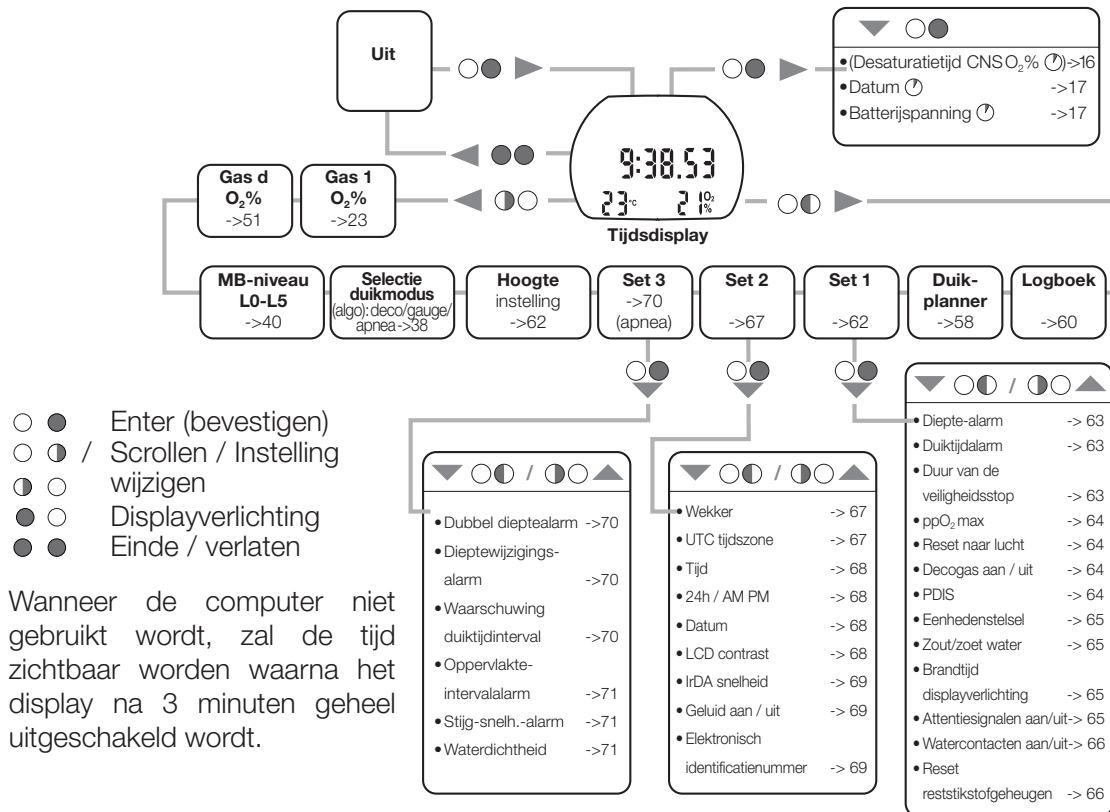 Uit
• (Desaturatietijd CNS O₂% )->16
• Datum ->17
• Batterijspanning ->17
9:38.53
23°C 21 O₂ %
Tijdsdisplay
Gas d
O₂%
->51
Gas 1
O₂%
->23
MB-niveau
L0-L5
->40
Selectie
duikmodus
(algo): deco/gauge/
apnea ->38
Hoogte
instelling
->62
Set 3
->70
(apnea)
Set 2
->67
Set 1
->62
Duik-
planner
->58
Logboek
->60
Enter (bevestigen)
/ Scrollen / Instelling
wijzigen
Displayverlichting
Einde / verlaten
Wanneer de computer niet
gebruikt wordt, zal de tijd
zichtbaar worden waarna het
display na 3 minuten geheel
uitgeschakeld wordt.
/
• Dubbel dieptealarm ->70
• Dieptewijzigings-
alarm ->70
• Waarschuwing
duiktijdinterval ->70
• Oppervlakte-
intervalalarm ->71
• Stijg-snelh.-alarm ->71
• Waterdichtheid ->71
/
• Wekker -> 67
• UTC tijdszone -> 67
• Tijd -> 68
• 24h / AM PM -> 68
• Datum -> 68
• LCD contrast -> 68
• IrDA snelheid -> 69
• Geluid aan / uit -> 69
• Elektronisch
identificatienummer -> 69
/
• Diepte-alarm -> 63
• Duiktijdalarm -> 63
• Duur van de
veiligheidsstop -> 63
• ppO₂ max -> 64
• Reset naar lucht -> 64
• Decogas aan / uit -> 64
• PDIS -> 64
• Eenhedenstelsel -> 65
• Zout/zoet water -> 65
• Brandtijd
displayverlichting -> 65
• Attentiesignalen aan/uit-> 65
• Watercontacten aan/uit-> 66
• Reset
reststikstofgeheugen -> 66